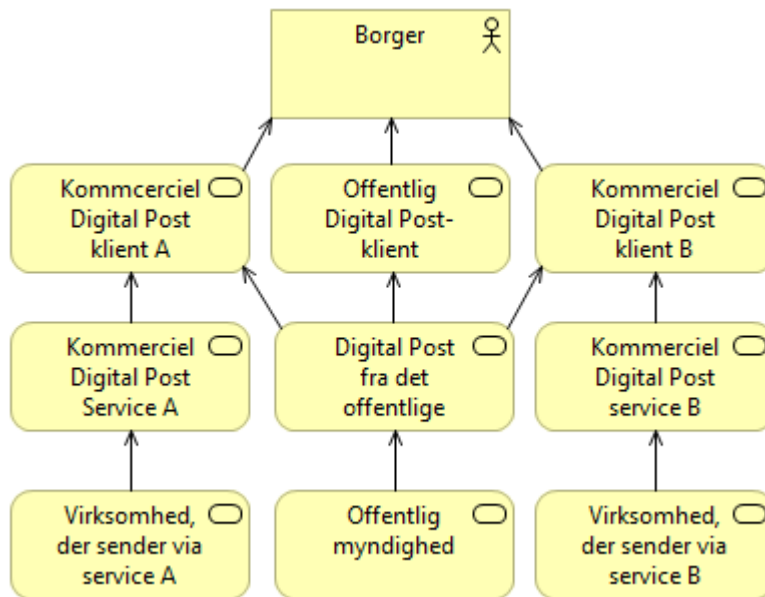 Borger
Kommcerciel
Digital Post
klient A
Offentlig
Digital Post-
klient
Kommerciel
Digital Post
klient B
Kommerciel
Digital Post
Service A
Digital Post
fra det
offentlige
Kommerciel
Digital Post
service B
Virksomhed,
der sender via
service A
Offentlig
myndighed
Virksomhed,
der sender via
service B